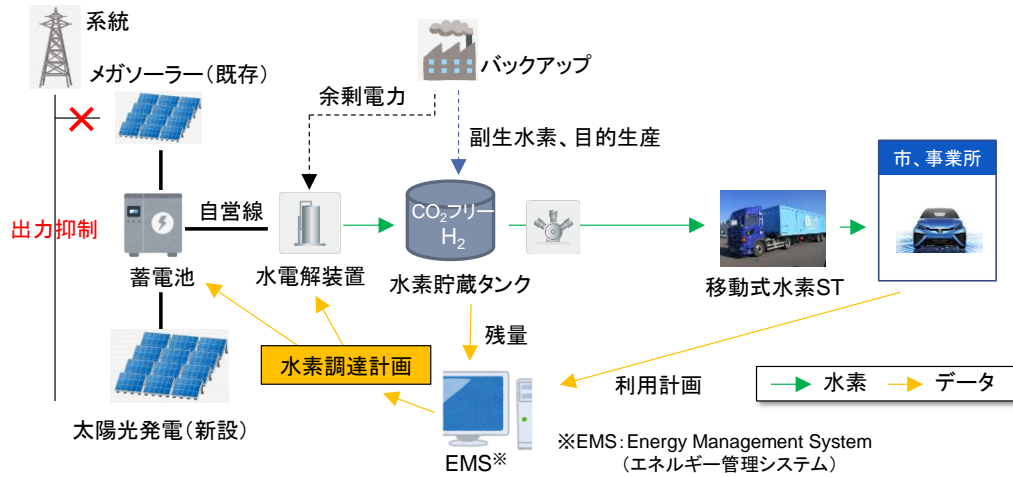 系統
メガソーラー（既存）
出力抑制
蓄電池
太陽光発電（新設）
自営線
余剰電力
バックアップ
副生水素、目的生産
水電解装置
CO₂フリー
H₂
水素貯蔵タンク
移動式水素ST
市、事業所
残量
水素調達計画
利用計画
EMS※
水素
データ
※EMS：Energy Management System
（エネルギー管理システム）